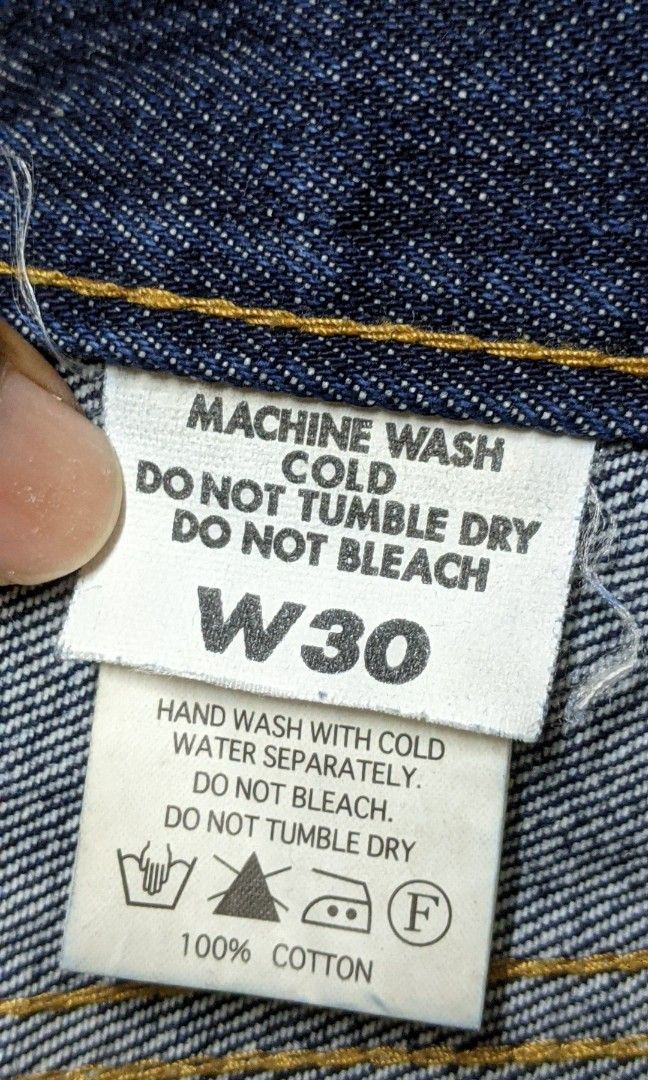 MACHINE WASH
COLD
DO NOT TUMBLE DRY
DO NOT BLEACH
W30
HAND WASH WITH COLD
WATER SEPARATELY.
DO NOT BLEACH.
DO NOT TUMBLE DRY
F
100% COTTON